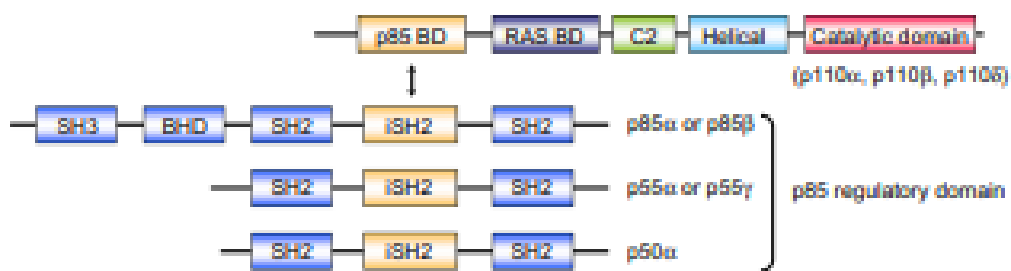 p85 BD RAS BD C2 Helical Catalytic domain
(p110α, p110β, p110δ)
SH3 BHD SH2 iSH2 SH2 p85α or p85β
SH2 iSH2 SH2 p55α or p55γ
p85 regulatory domain
SH2 iSH2 SH2 p50α